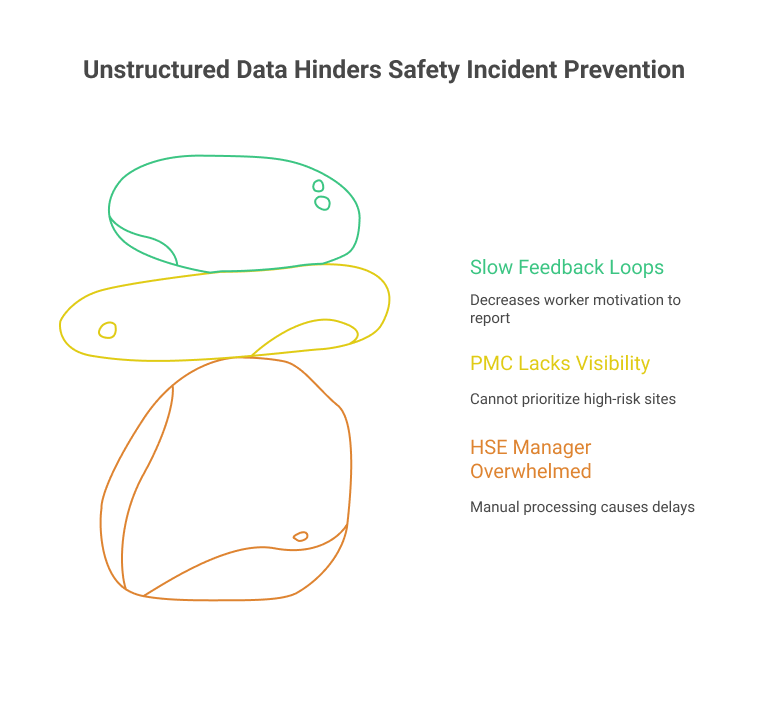 Unstructured Data Hinders Safety Incident Prevention
Slow Feedback Loops
Decreases worker motivation to
report
PMC Lacks Visibility
Cannot prioritize high-risk sites
HSE Manager
Overwhelmed
Manual processing causes delays